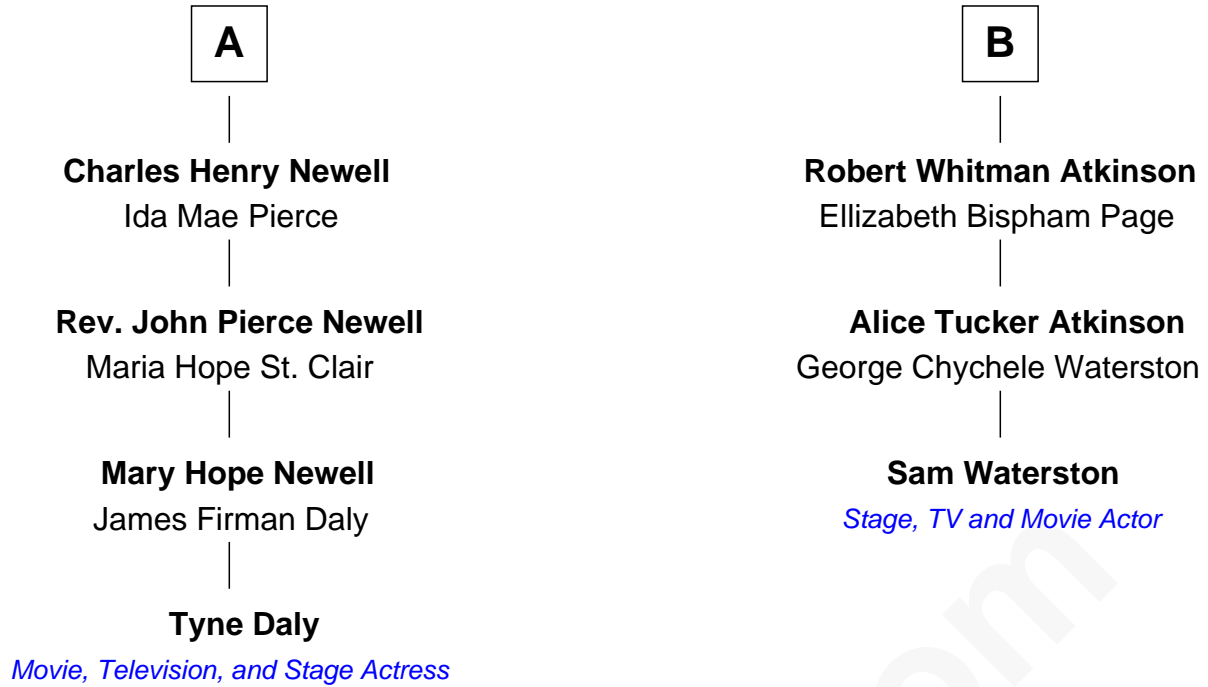 A
Charles Henry Newell
Ida Mae Pierce
Rev. John Pierce Newell
Maria Hope St. Clair
Mary Hope Newell
James Firman Daly
Tyne Daly
Movie, Television, and Stage Actress
B
Robert Whitman Atkinson
Ellizabeth Bispham Page
Alice Tucker Atkinson
George Chychele Waterston
Sam Waterston
Stage, TV and Movie Actor
om